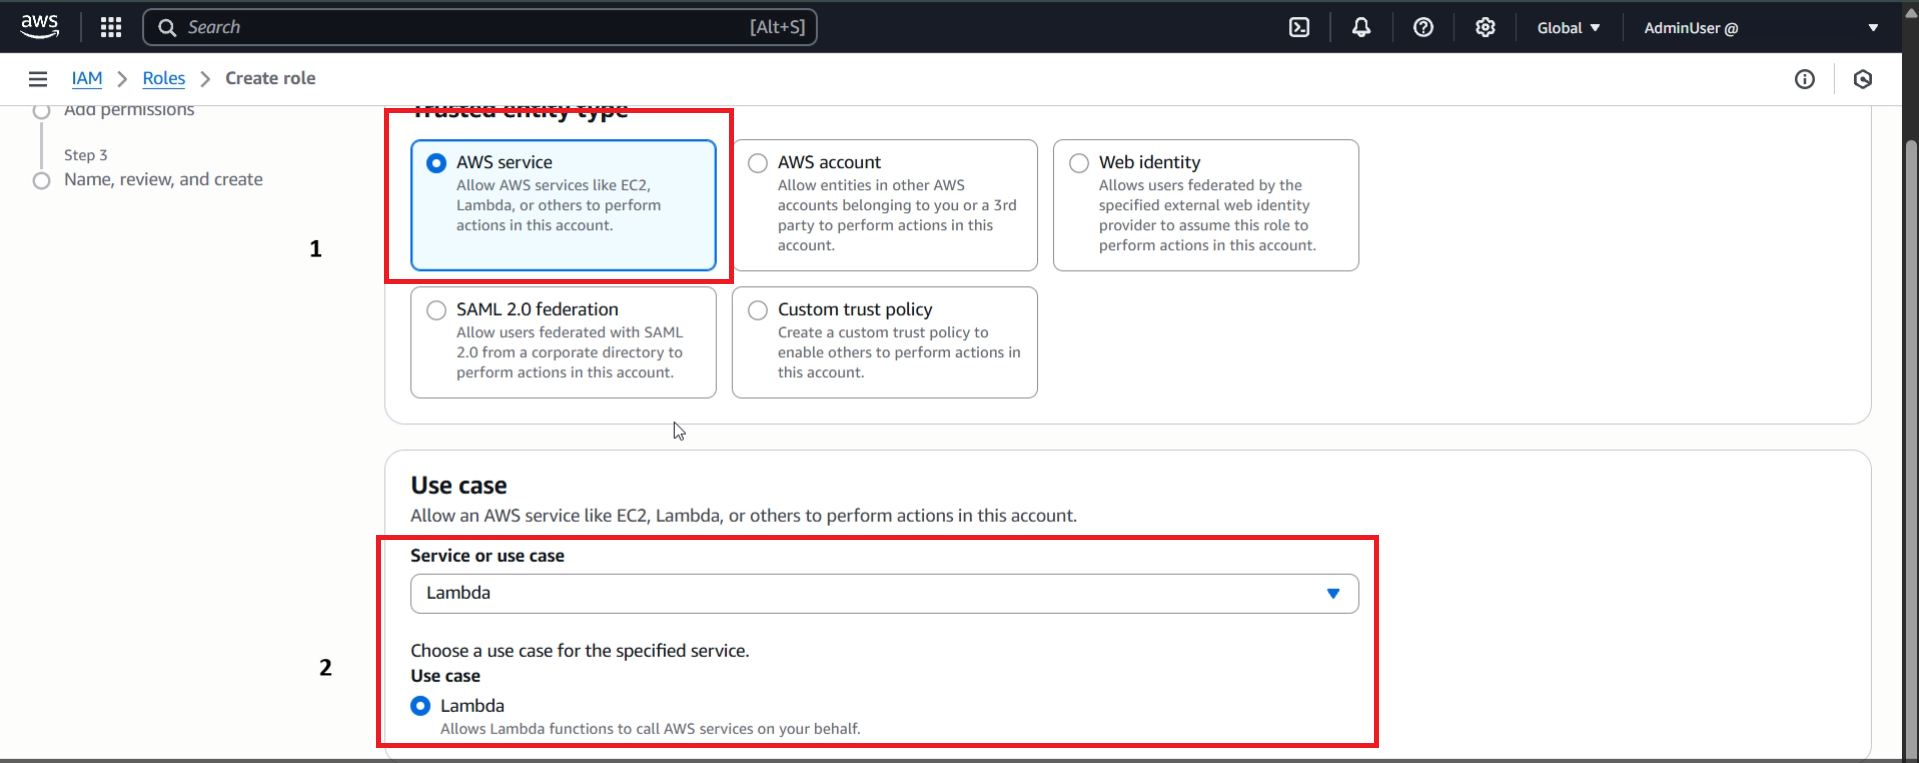 aws
Search [Alt+S]
Global
AdminUser @
IAM
Roles
Create role
Add permissions
Step 3
Name, review, and create
Trusted entity type
1
AWS service
Allow AWS services like EC2,
Lambda, or others to perform
actions in this account.
AWS account
Allow entities in other AWS
accounts belonging to you or a 3rd
party to perform actions in this
account.
Web identity
Allows users federated by the
specified external web identity
provider to assume this role to
perform actions in this account.
SAML 2.0 federation
Allow users federated with SAML
2.0 from a corporate directory to
perform actions in this account.
Custom trust policy
Create a custom trust policy to
enable others to perform actions in
this account.
Use case
Allow an AWS service like EC2, Lambda, or others to perform actions in this account.
2
Service or use case
Lambda
Choose a use case for the specified service.
Use case
Lambda
Allows Lambda functions to call AWS services on your behalf.